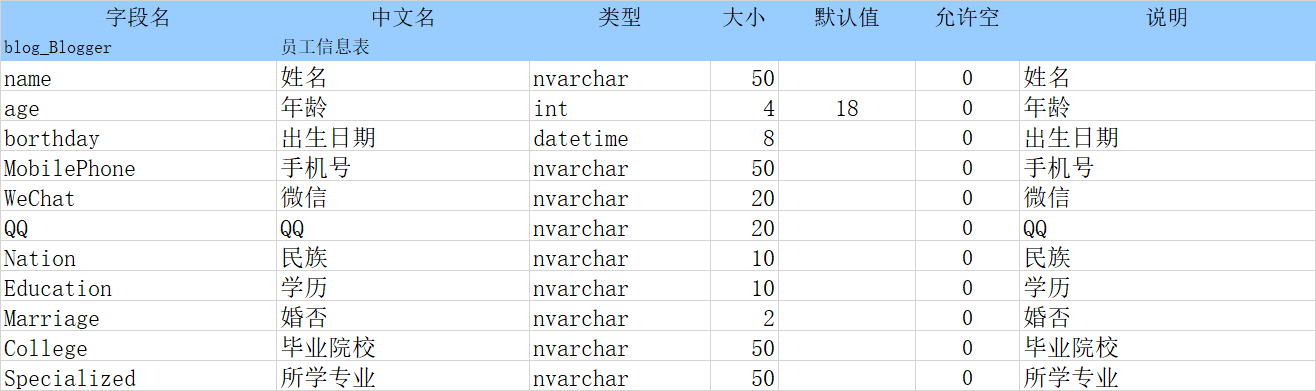 字段名 中文名 类型 大小 默认值 允许空 说明
blog_Blogger 员工信息表
name 姓名 nvarchar 50 0 姓名
age 年龄 int 4 18 0 年龄
borthday 出生日期 datetime 8 0 出生日期
MobilePhone 手机号 nvarchar 50 0 手机号
WeChat 微信 nvarchar 20 0 微信
QQ QQ nvarchar 20 0 QQ
Nation 民族 nvarchar 10 0 民族
Education 学历 nvarchar 10 0 学历
Marriage 婚否 nvarchar 2 0 婚否
College 毕业院校 nvarchar 50 0 毕业院校
Specialized 所学专业 nvarchar 50 0 所学专业